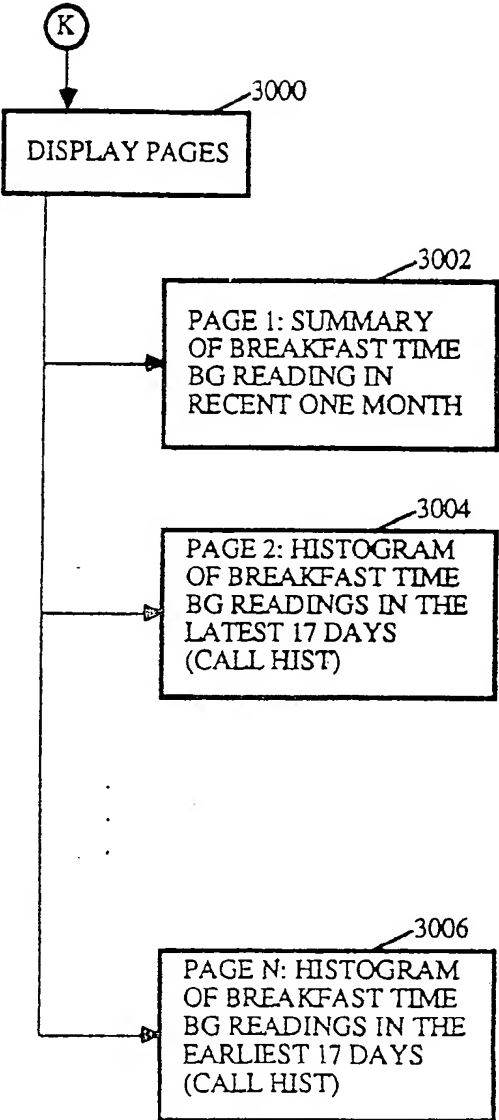 K
3000
DISPLAY PAGES
3002
PAGE 1: SUMMARY
OF BREAKFAST TIME
BG READING IN
RECENT ONE MONTH
3004
PAGE 2: HISTOGRAM
OF BREAKFAST TIME
BG READINGS IN THE
LATEST 17 DAYS
(CALL HIST)
3006
PAGE N: HISTOGRAM
OF BREAKFAST TIME
BG READINGS IN THE
EARLIEST 17 DAYS
(CALL HIST)